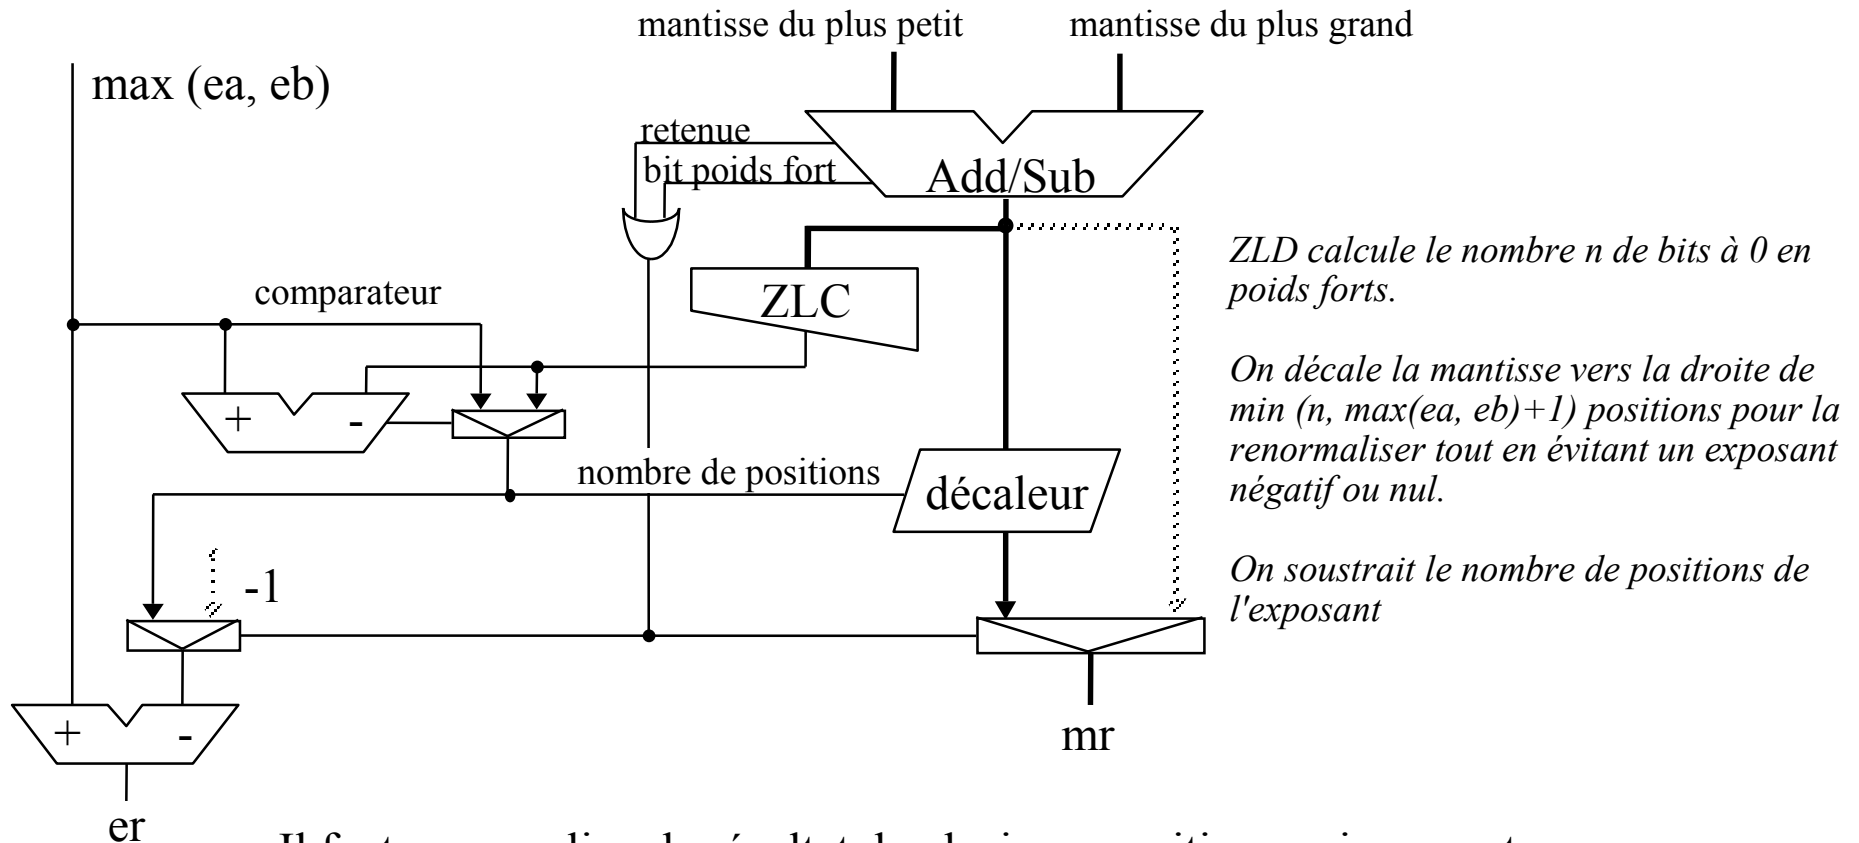 mantisse du plus petit
mantisse du plus grand
max (ea, eb)
retenue
bit poids fort
Add/Sub
ZLC
comparateur
+
-
nombre de positions
décaleur
-1
+
-
mr
er
ZLD calcule le nombre n de bits à 0 en
poids forts.
On décale la mantisse vers la droite de
min (n, max(ea, eb)+1) positions pour la
renormaliser tout en évitant un exposant
négatif ou nul.
On soustrait le nombre de positions de
l'exposant